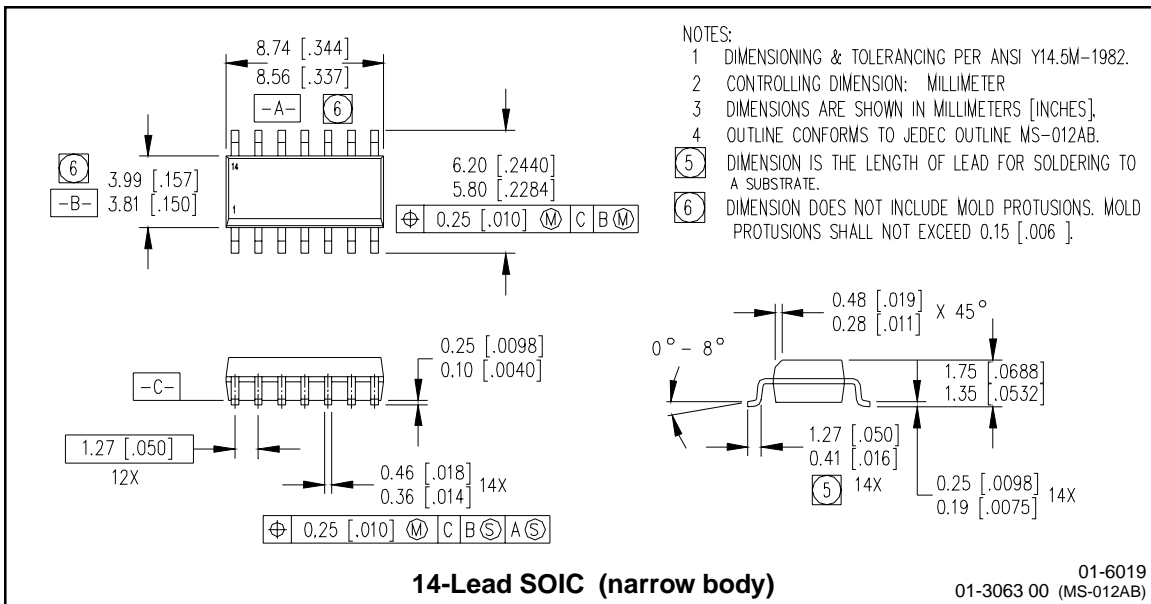 8.74 [.344]
8.56 [.337]
-A- 6
14
1
6
3.99 [.157]
-B- 3.81 [.150]
6.20 [.2440]
5.80 [.2284]
⌖ 0.25 [.010] Ⓜ C B Ⓜ
NOTES:
1 DIMENSIONING & TOLERANCING PER ANSI Y14.5M-1982.
2 CONTROLLING DIMENSION: MILLIMETER
3 DIMENSIONS ARE SHOWN IN MILLIMETERS [INCHES].
4 OUTLINE CONFORMS TO JEDEC OUTLINE MS-012AB.
5 DIMENSION IS THE LENGTH OF LEAD FOR SOLDERING TO
A SUBSTRATE.
6 DIMENSION DOES NOT INCLUDE MOLD PROTUSIONS. MOLD
PROTUSIONS SHALL NOT EXCEED 0.15 [.006 ].
-C-
0.25 [.0098]
0.10 [.0040]
1.27 [.050]
12X
0.46 [.018]
0.36 [.014] 14X
⌖ 0.25 [.010] Ⓜ C B Ⓢ A Ⓢ
0.48 [.019]
0.28 [.011] X 45°
0° - 8°
1.75 [.0688]
1.35 [.0532]
1.27 [.050]
0.41 [.016]
5 14X
0.25 [.0098]
0.19 [.0075] 14X
14-Lead SOIC (narrow body)
01-6019
01-3063 00 (MS-012AB)